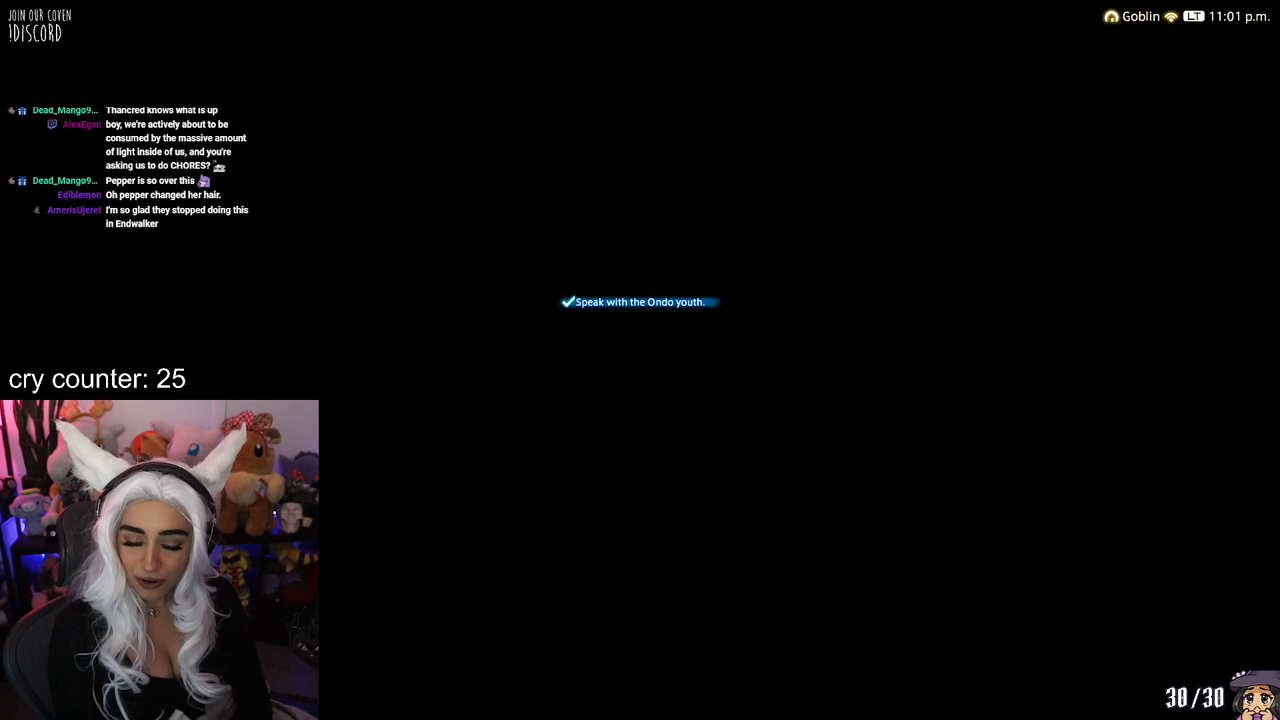 JOIN OUR COVEN
!DISCORD
Goblin LT 11:01 p.m.
Dead_Mango9... Thancred knows what is up
AlexEgan boy, we're actively about to be
consumed by the massive amount
of light inside of us, and you're
asking us to do CHORES?
Dead_Mango9... Pepper is so over this
Ediblemon Oh pepper changed her hair.
AmerisUjeret I'm so glad they stopped doing this
in Endwalker
Speak with the Ondo youth.
cry counter: 25
30/30